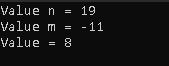 Value n = 19
Value m = -11
Value = 8